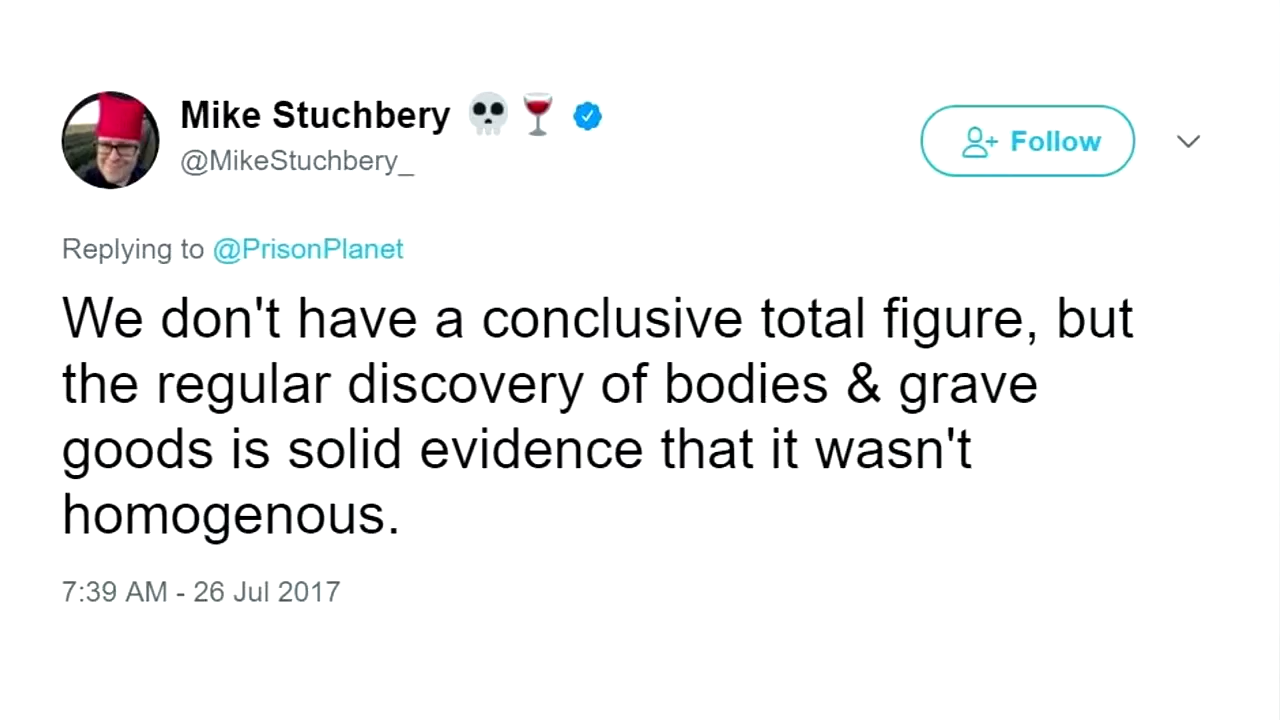 Mike Stuchbery 💀🍷
@MikeStuchbery_
Follow
Replying to @PrisonPlanet
We don't have a conclusive total figure, but
the regular discovery of bodies & grave
goods is solid evidence that it wasn't
homogenous.
7:39 AM - 26 Jul 2017